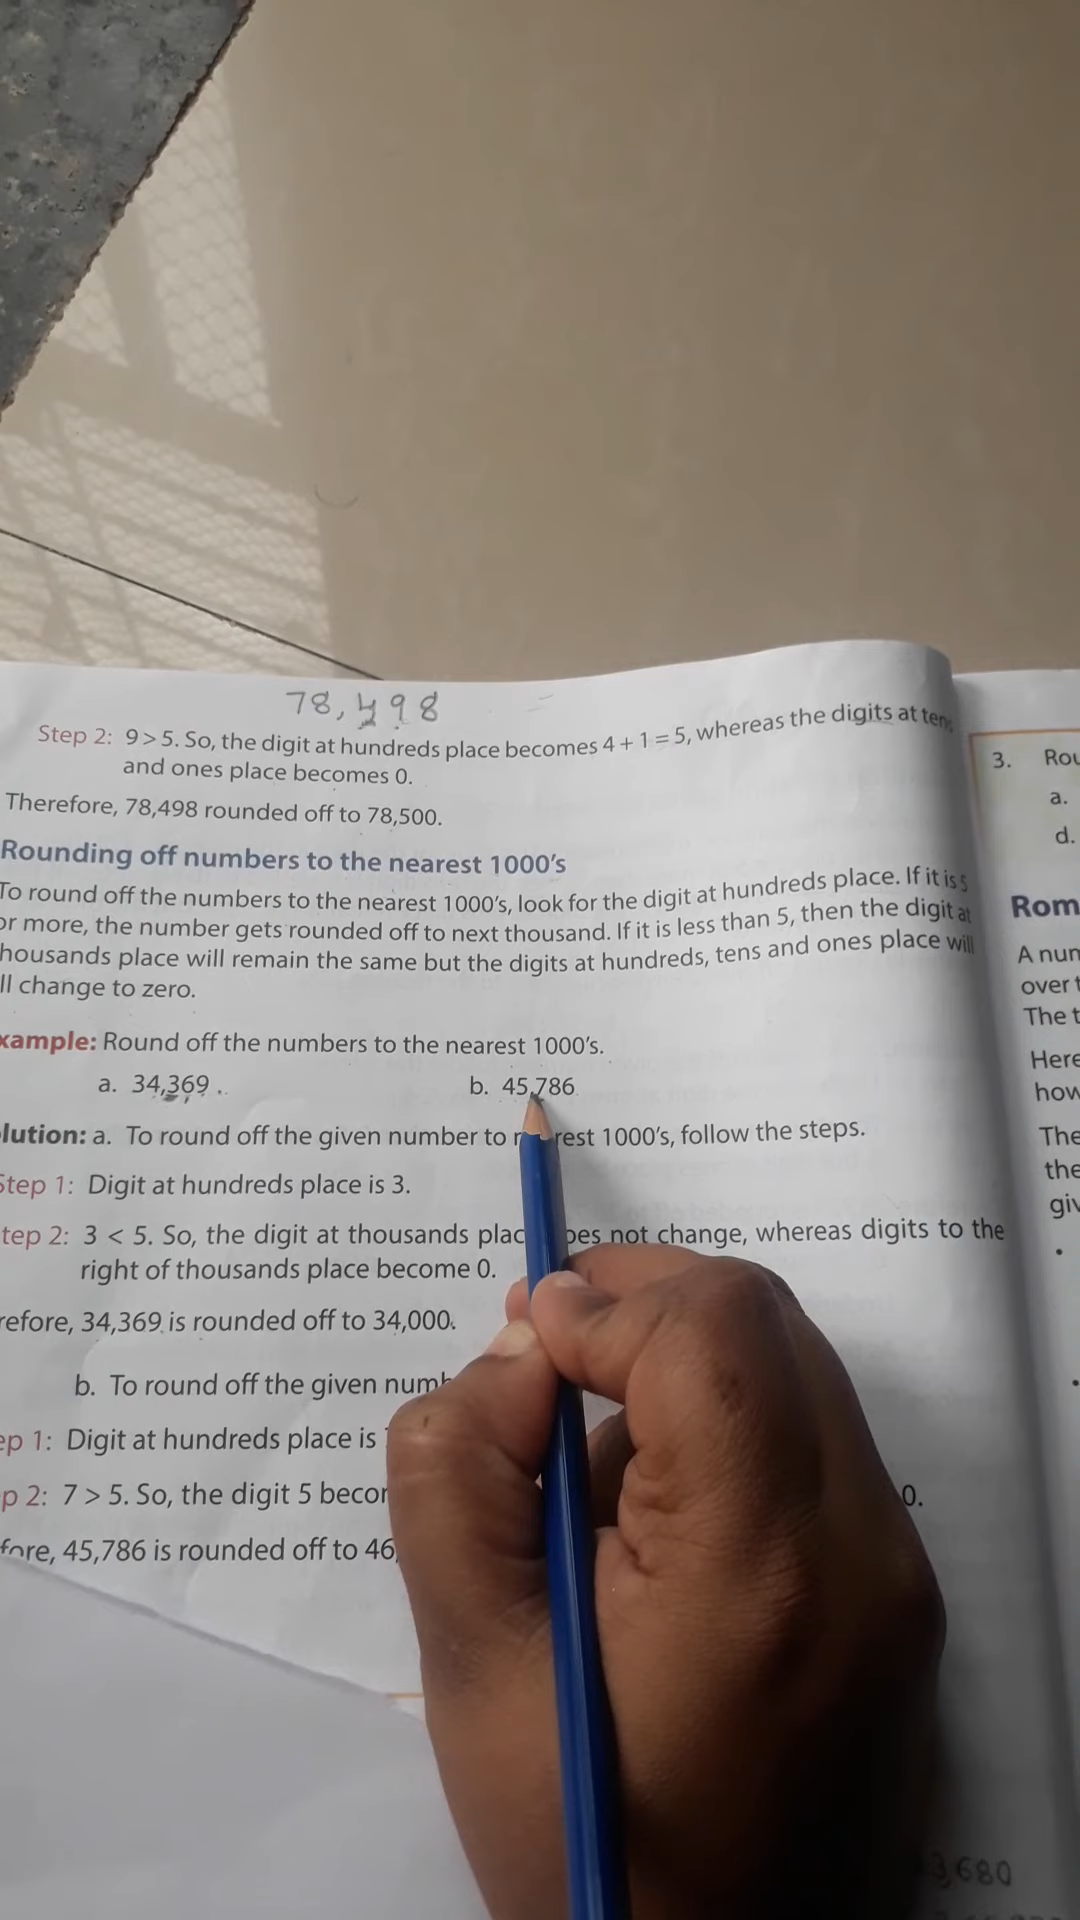 78,498
Step 2: 9 > 5. So, the digit at hundreds place becomes 4 + 1 = 5, whereas the digits at tens
and ones place becomes 0.
Therefore, 78,498 rounded off to 78,500.
Rounding off numbers to the nearest 1000's
To round off the numbers to the nearest 1000's, look for the digit at hundreds place. If it is 5
or more, the number gets rounded off to next thousand. If it is less than 5, then the digit at
housands place will remain the same but the digits at hundreds, tens and ones place will
ll change to zero.
xample: Round off the numbers to the nearest 1000's.
a. 34,369 b. 45,786
lution: a. To round off the given number to rest 1000's, follow the steps.
Step 1: Digit at hundreds place is 3.
tep 2: 3 < 5. So, the digit at thousands plac oes not change, whereas digits to the
right of thousands place become 0.
refore, 34,369 is rounded off to 34,000.
b. To round off the given num
ep 1: Digit at hundreds place is
p 2: 7 > 5. So, the digit 5 becom 0.
fore, 45,786 is rounded off to 46,
3. Rou
a.
d.
Rom
A num
over t
The t
Here
how
The
the
giv
3,680